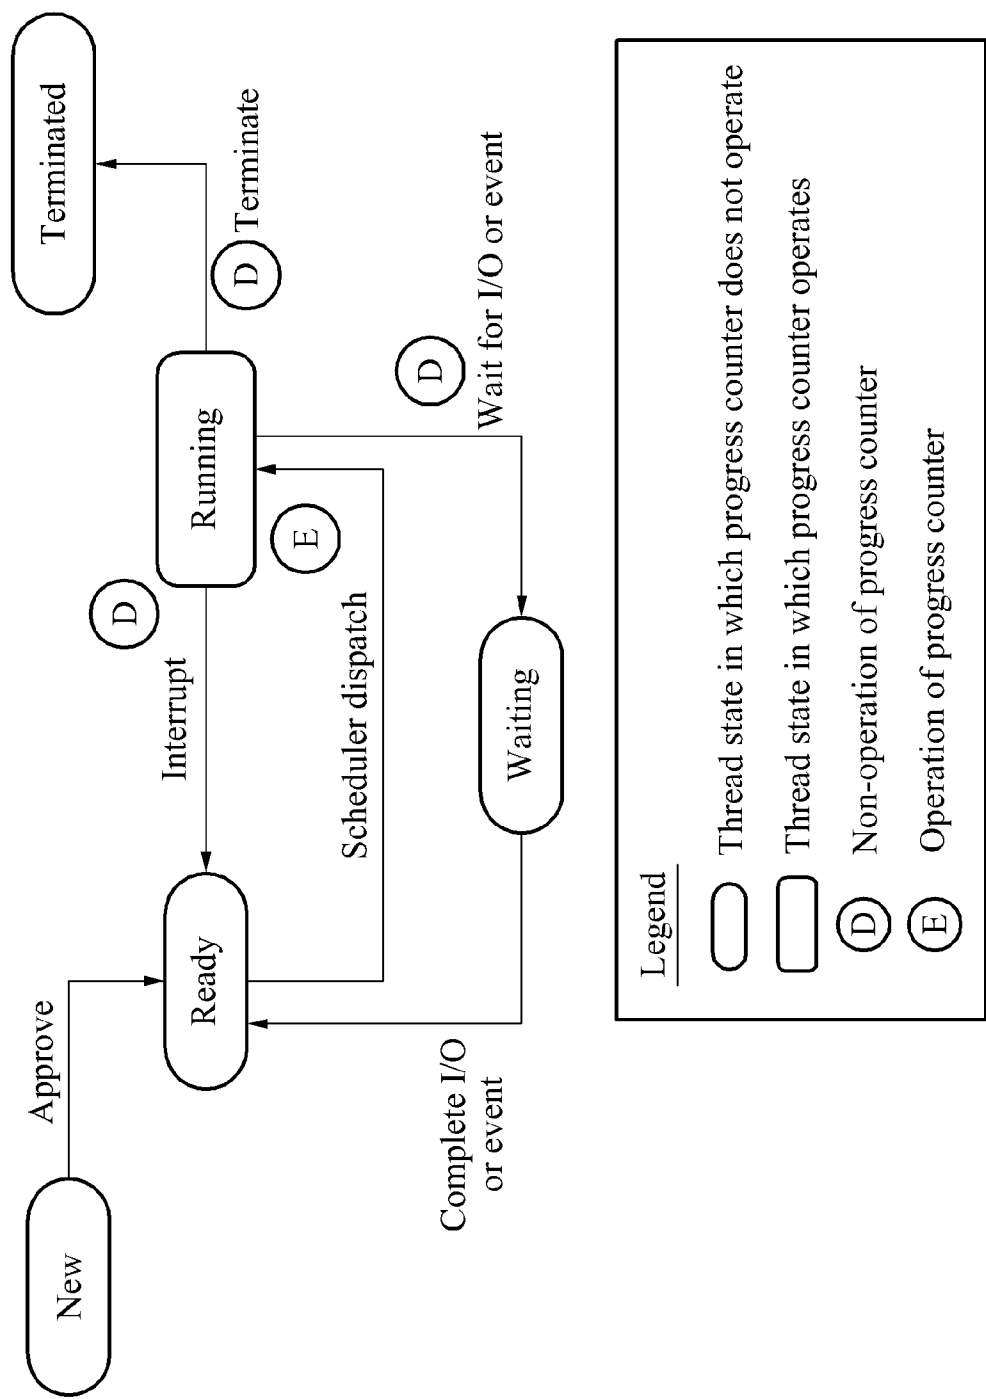 New
Approve
Ready
Interrupt
D
Running
D
Terminate
Terminated
Scheduler dispatch
E
D
Wait for I/O or event
Waiting
Complete I/O
or event
Legend
Thread state in which progress counter does not operate
Thread state in which progress counter operates
D
Non-operation of progress counter
E
Operation of progress counter